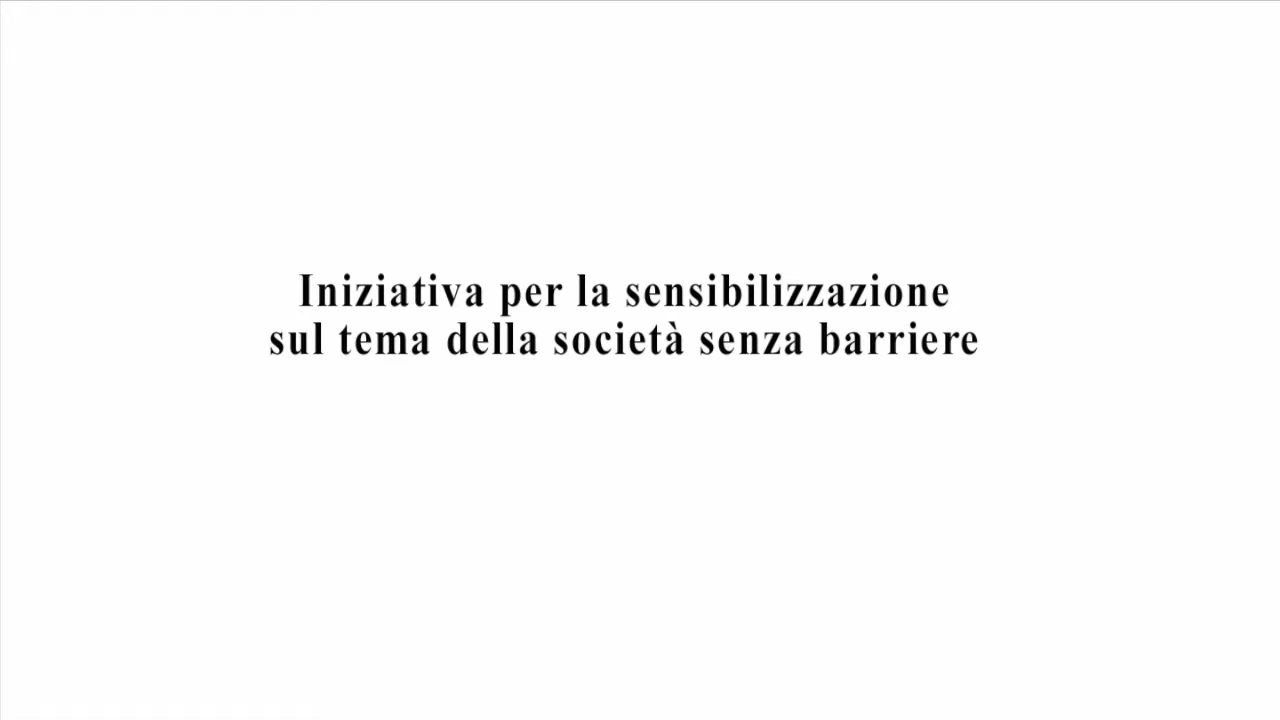 Iniziativa per la sensibilizzazione
sul tema della società senza barriere